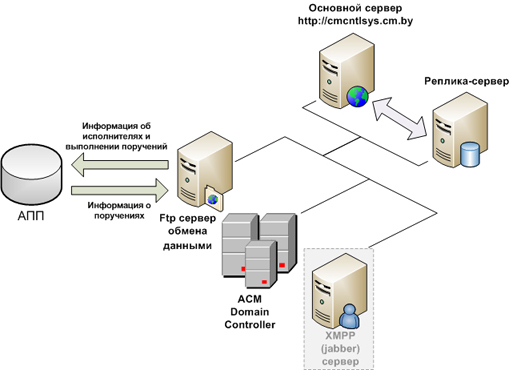 Основной сервер
http://cmcntlsys.cm.by
Реплика-сервер
Информация об
исполнителях и
выполнении поручений
АПП
Информация о
поручениях
Ftp сервер
обмена
данными
ACM
Domain
Controller
XMPP
(jabber)
сервер